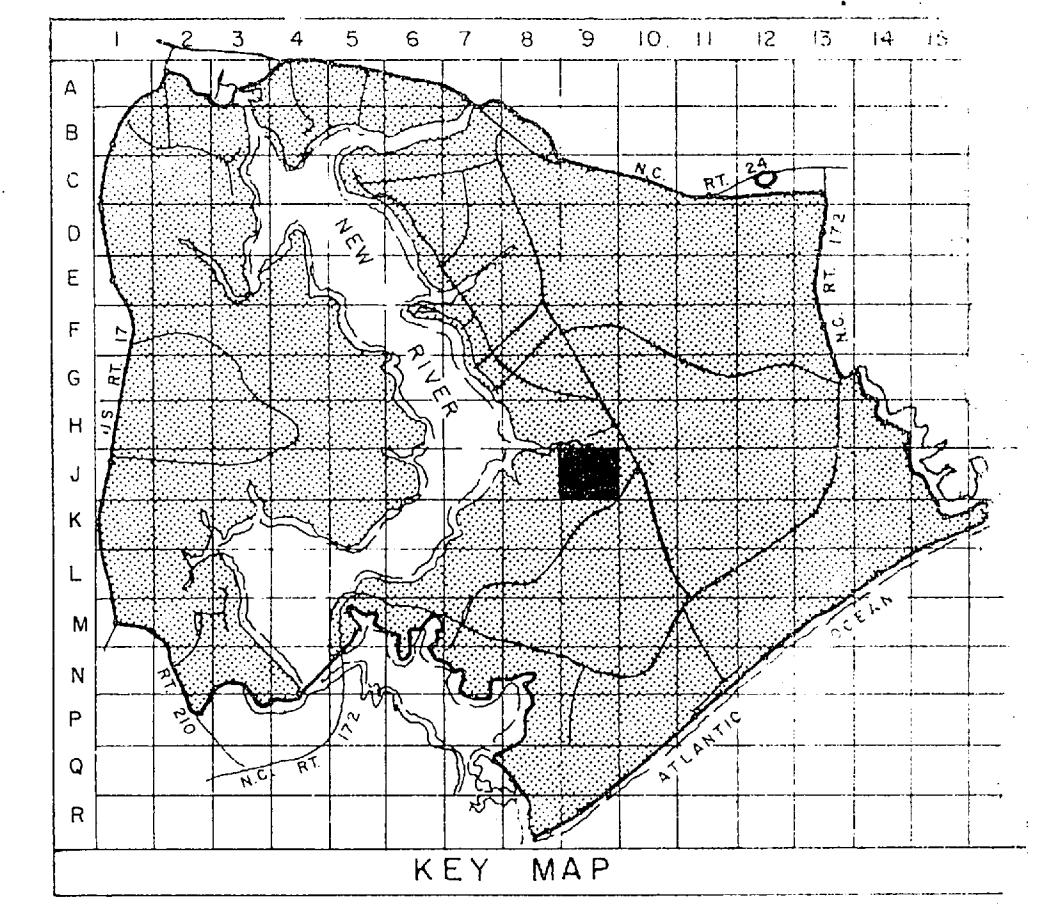 1 2 3 4 5 6 7 8 9 10 11 12 13 14 15
A
B
C
D
E
F
G
H
J
K
L
M
N
P
Q
R
N.C. RT. 24
N.C. RT. 172
NEW RIVER
U.S. RT. 17
RT. 210
N.C. RT. 172
ATLANTIC OCEAN
KEY MAP